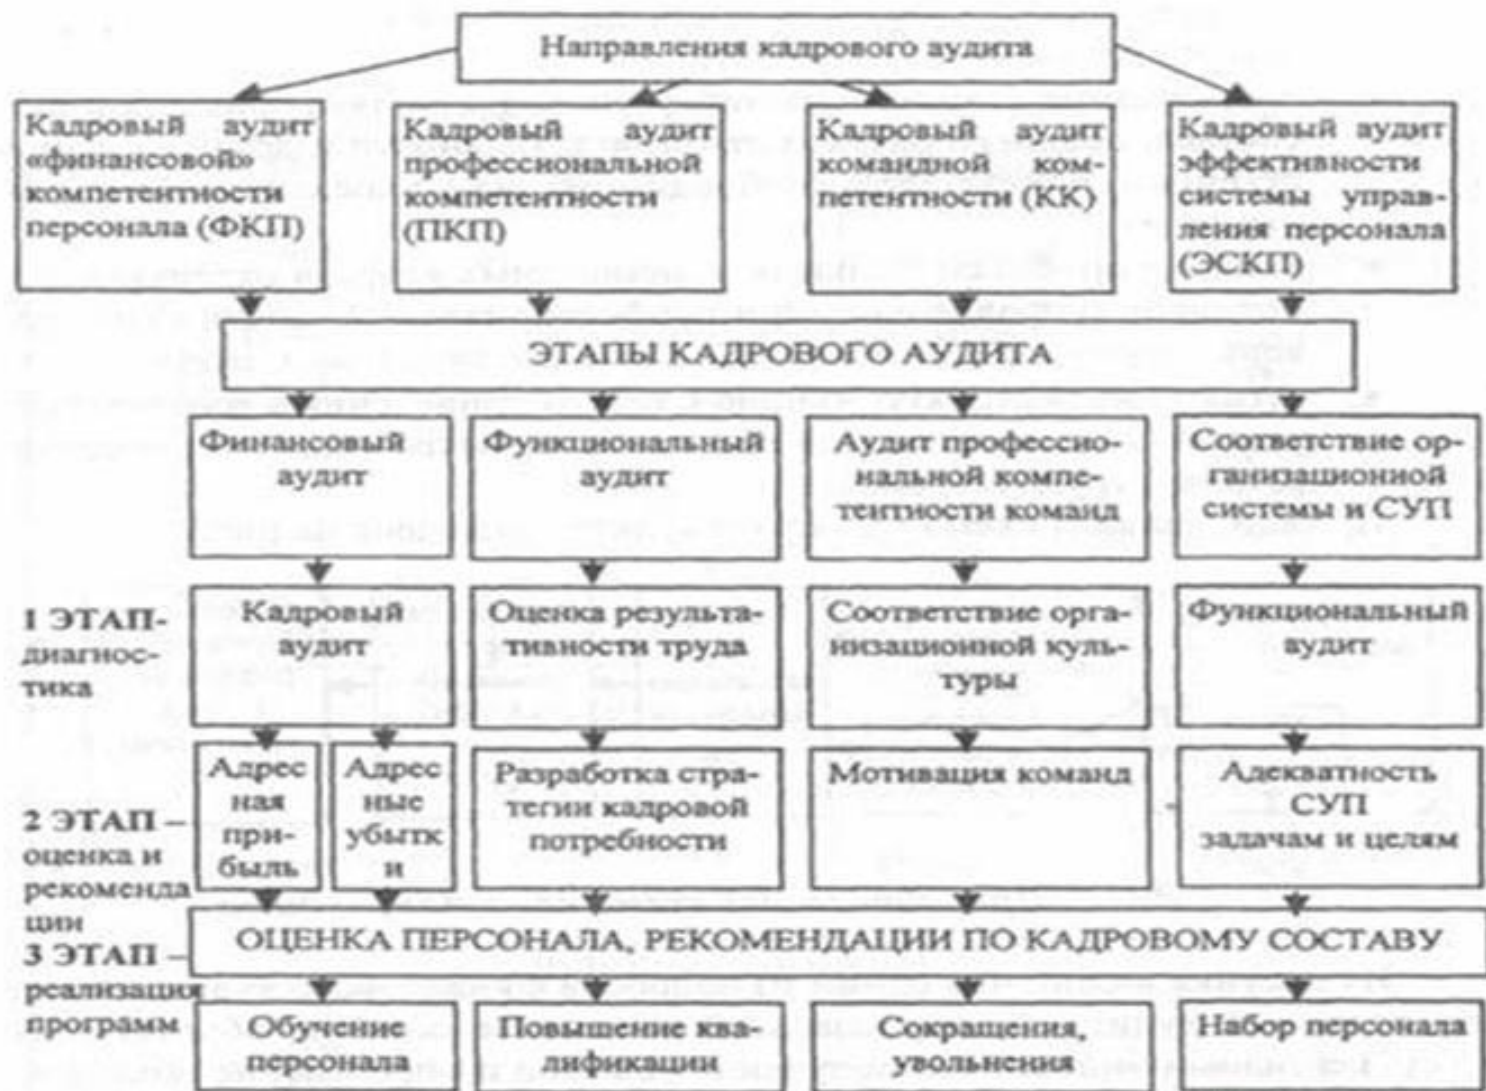 Направления кадрового аудита
Кадровый аудит
«финансовой»
компетентности
персонала (ФКП)
Кадровый аудит
профессиональной
компетентности
(ПКП)
Кадровый аудит
командной ком-
петентности (КК)
Кадровый аудит
эффективности
системы управ-
ления персонала
(ЭСКП)
ЭТАПЫ КАДРОВОГО АУДИТА
Финансовый
аудит
Функциональный
аудит
Аудит профессио-
нальной компе-
тентности команд
Соответствие ор-
ганизационной
системы и СУП
1 ЭТАП-
диагнос-
тика
Кадровый
аудит
Оценка результа-
тивности труда
Соответствие орга-
низационной куль-
туры
Функциональный
аудит
2 ЭТАП –
оценка и
рекоменда
ции
Адрес
ная
при-
быль
Адрес
ные
убытк
и
Разработка стра-
тегии кадровой
потребности
Мотивация команд
Адекватность
СУП
задачам и целям
ОЦЕНКА ПЕРСОНАЛА, РЕКОМЕНДАЦИИ ПО КАДРОВОМУ СОСТАВУ
3 ЭТАП –
реализация
программ
Обучение
персонала
Повышение ква-
лификации
Сокращения,
увольнения
Набор персонала